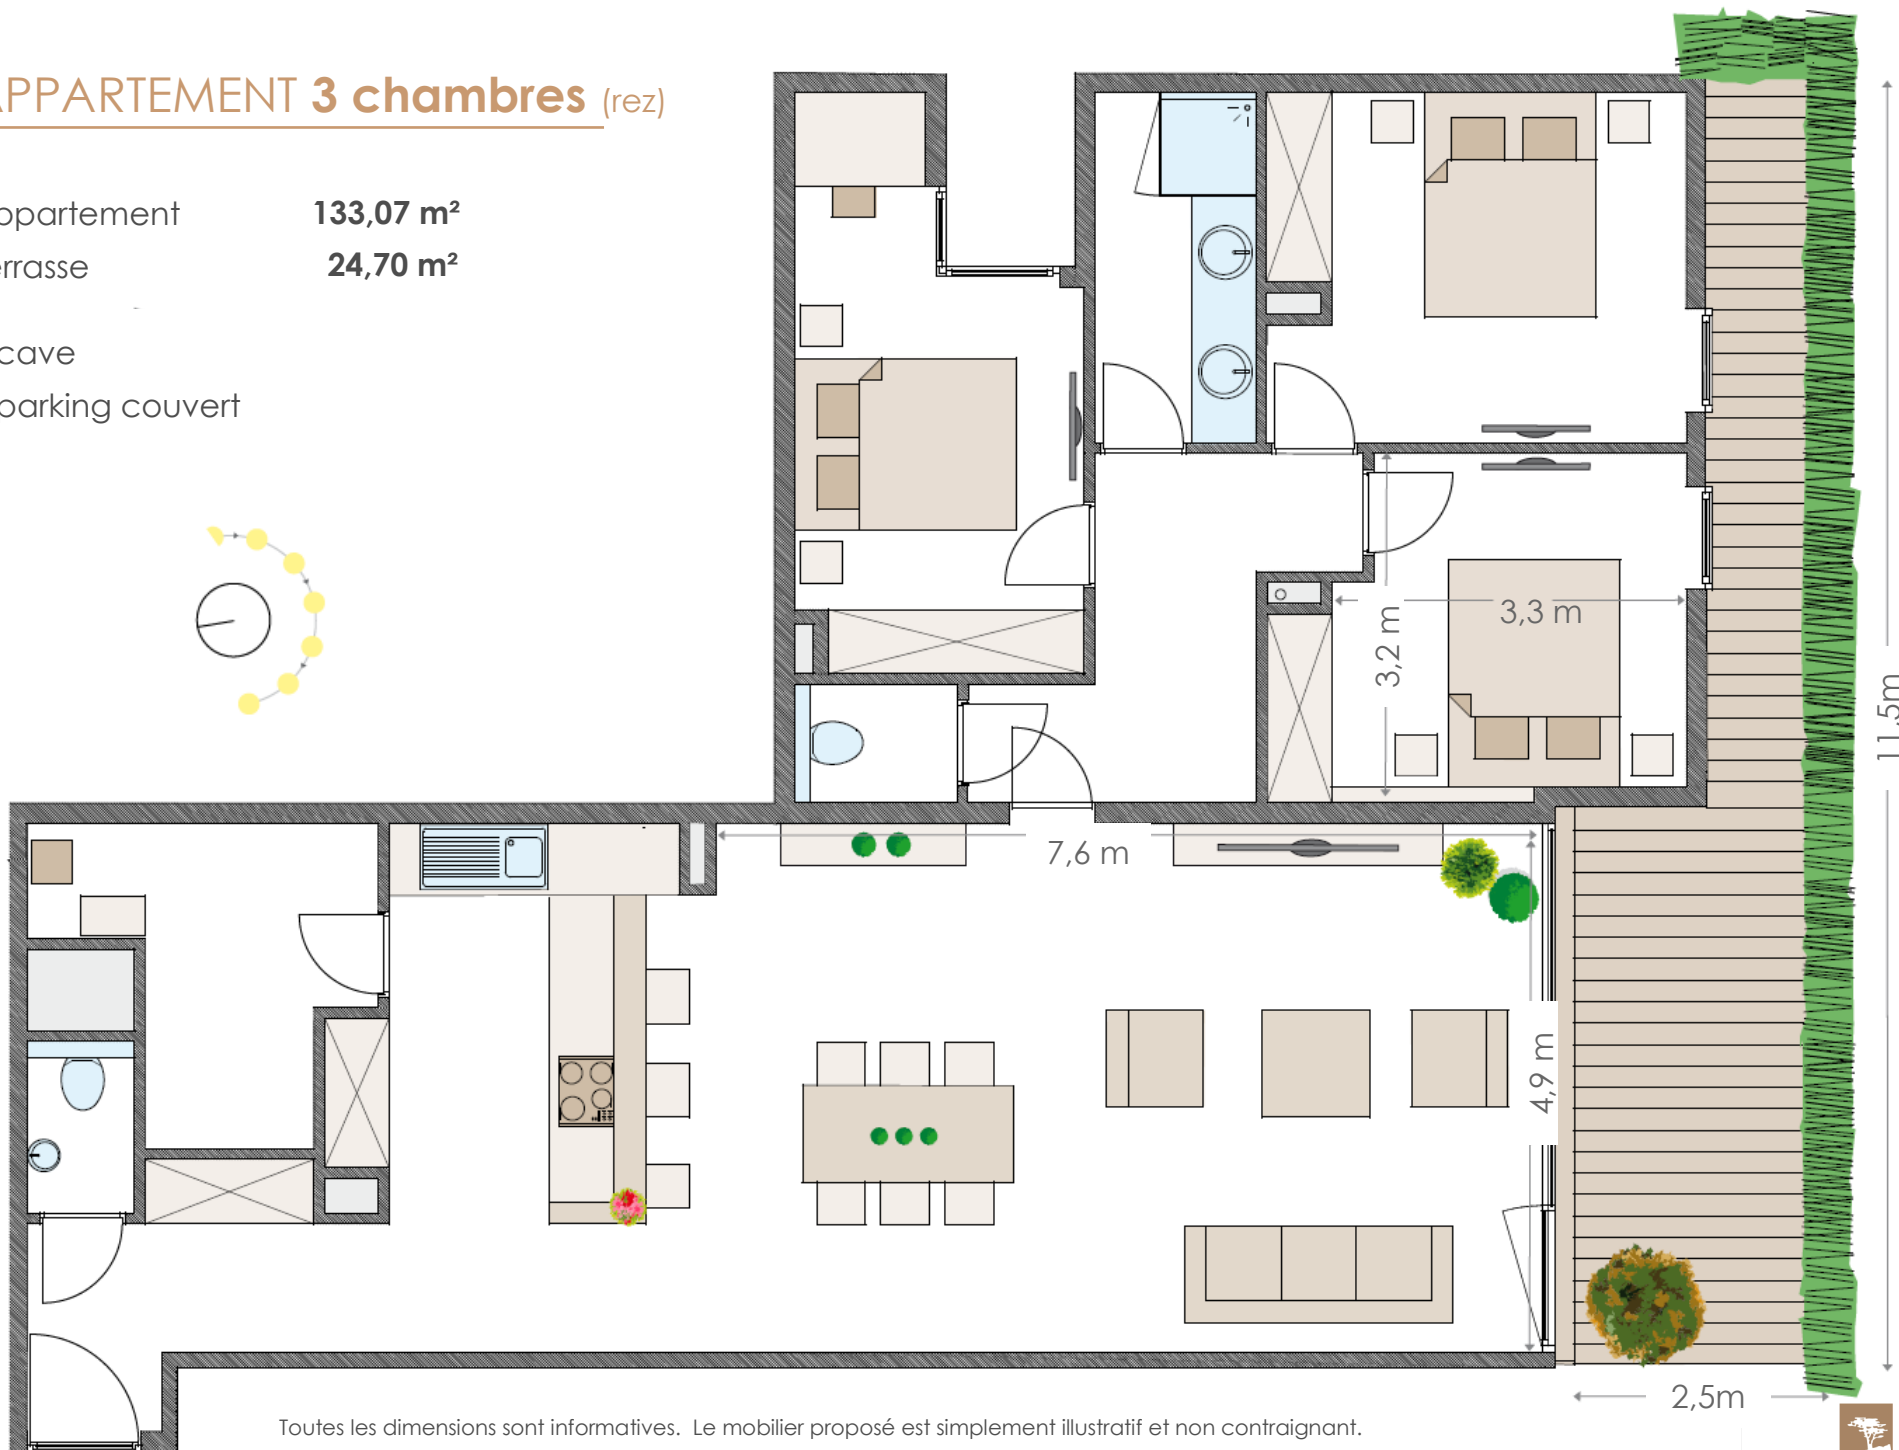 APPARTEMENT 3 chambres (rez)
ppartement 133,07 m²
errasse 24,70 m²
cave
parking couvert
3,3 m
3,2 m
11,5m
7,6 m
4,9 m
2,5m
Toutes les dimensions sont informatives. Le mobilier proposé est simplement illustratif et non contraignant.